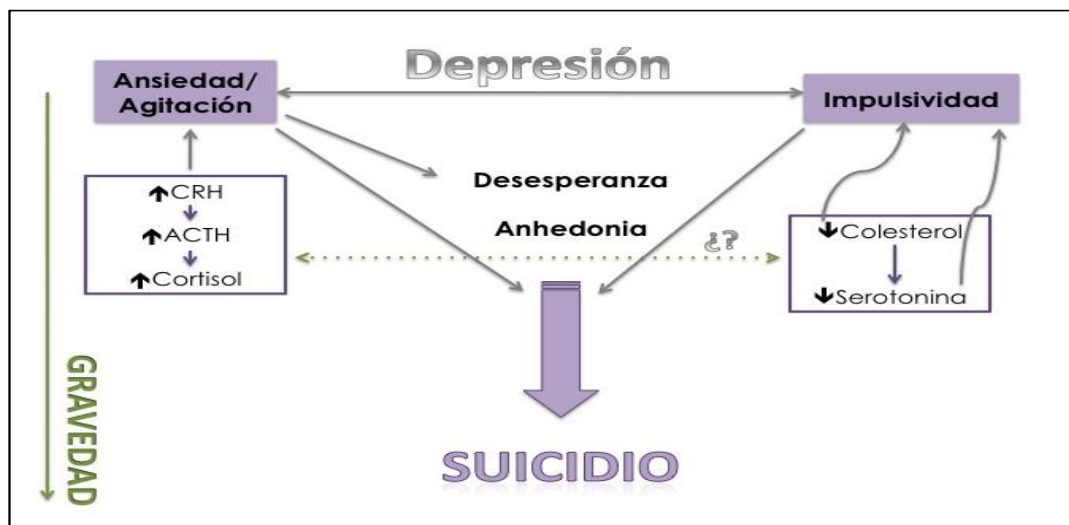 Depresión
Ansiedad/
Agitación
Impulsividad
Desesperanza
Anhedonia
🡹CRH
🡹ACTH
🡹Cortisol
¿?
🡻Colesterol
🡻Serotonina
GRAVEDAD
SUICIDIO